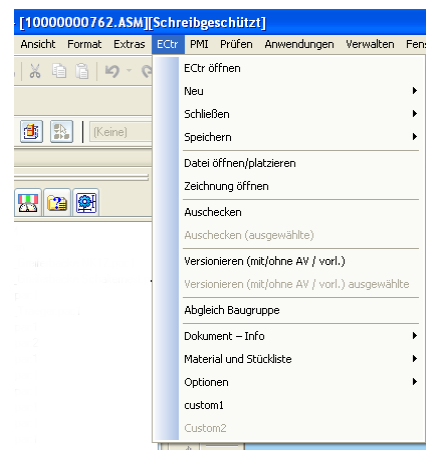 [10000000762.ASM][Schreibgeschützt]
Ansicht Format Extras ECtr PMI Prüfen Anwendungen Verwalten Fens
(Keine)
ECtr öffnen
Neu
Schließen
Speichern
Datei öffnen/platzieren
Zeichnung öffnen
Auschecken
Auschecken (ausgewählte)
Versionieren (mit/ohne AV / vorl.)
Versionieren (mit/ohne AV / vorl.) ausgewählte
Abgleich Baugruppe
Dokument – Info
Material und Stückliste
Optionen
custom1
Custom2